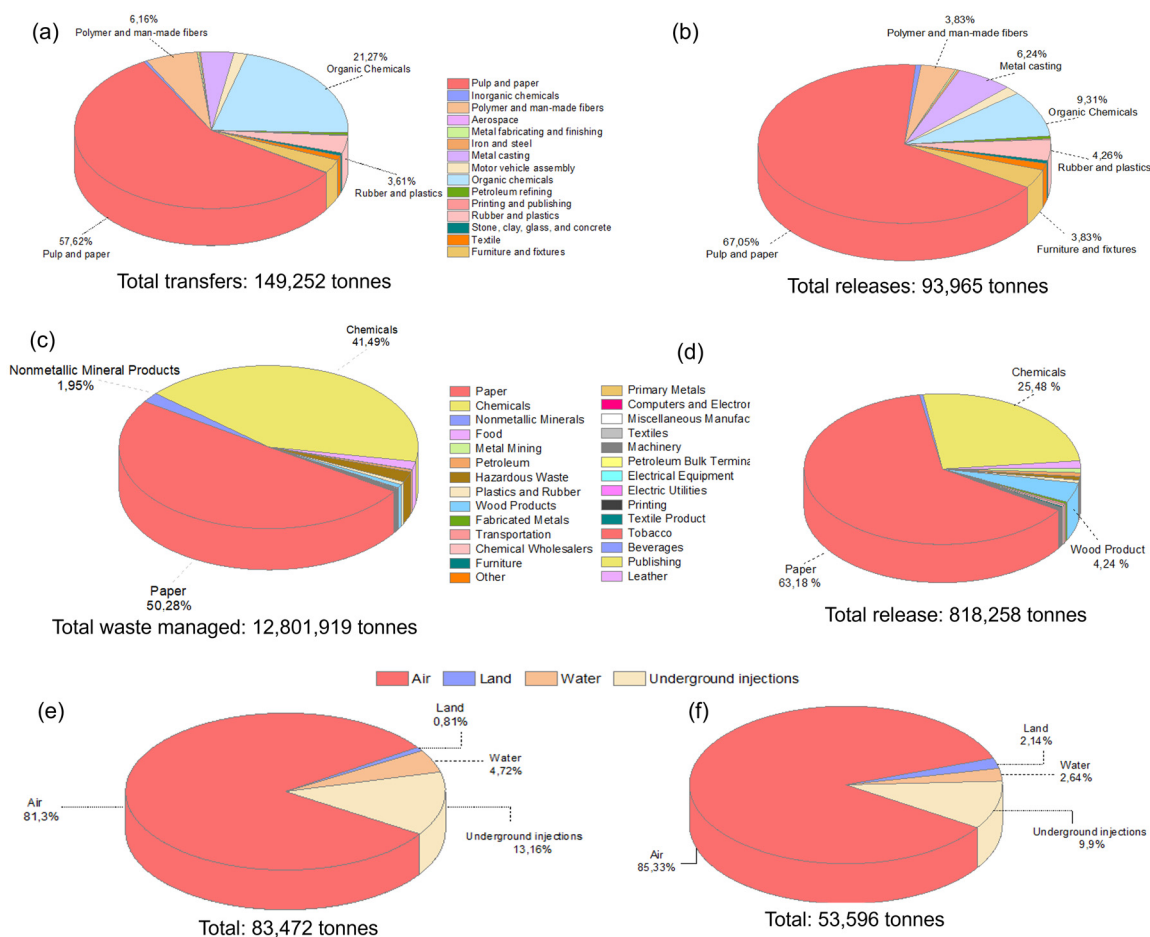 (a)
6,16%
Polymer and man-made fibers
21,27%
Organic Chemicals
3,61%
Rubber and plastics
57,62%
Pulp and paper
Total transfers: 149,252 tonnes
Pulp and paper
Inorganic chemicals
Polymer and man-made fibers
Aerospace
Metal fabricating and finishing
Iron and steel
Metal casting
Motor vehicle assembly
Organic chemicals
Petroleum refining
Printing and publishing
Rubber and plastics
Stone, clay, glass, and concrete
Textile
Furniture and fixtures
(b)
3,83%
Polymer and man-made fibers
6,24%
Metal casting
9,31%
Organic Chemicals
4,26%
Rubber and plastics
67,05%
Pulp and paper
3,83%
Furniture and fixtures
Total releases: 93,965 tonnes
(c)
Chemicals
41,49%
Nonmetallic Mineral Products
1,95%
Paper
50,28%
Total waste managed: 12,801,919 tonnes
Paper
Chemicals
Nonmetallic Minerals
Food
Metal Mining
Petroleum
Hazardous Waste
Plastics and Rubber
Wood Products
Fabricated Metals
Transportation
Chemical Wholesalers
Furniture
Other
Primary Metals
Computers and Electron
Miscellaneous Manufac
Textiles
Machinery
Petroleum Bulk Termina
Electrical Equipment
Electric Utilities
Printing
Textile Product
Tobacco
Beverages
Publishing
Leather
(d)
Chemicals
25,48 %
Wood Product
4,24 %
Paper
63,18 %
Total release: 818,258 tonnes
Air
Land
Water
Underground injections
(e)
Land
0,81%
Water
4,72%
Air
81,3%
Underground injections
13,16%
Total: 83,472 tonnes
(f)
Land
2,14%
Water
2,64%
Underground injections
9,9%
Air
85,33%
Total: 53,596 tonnes